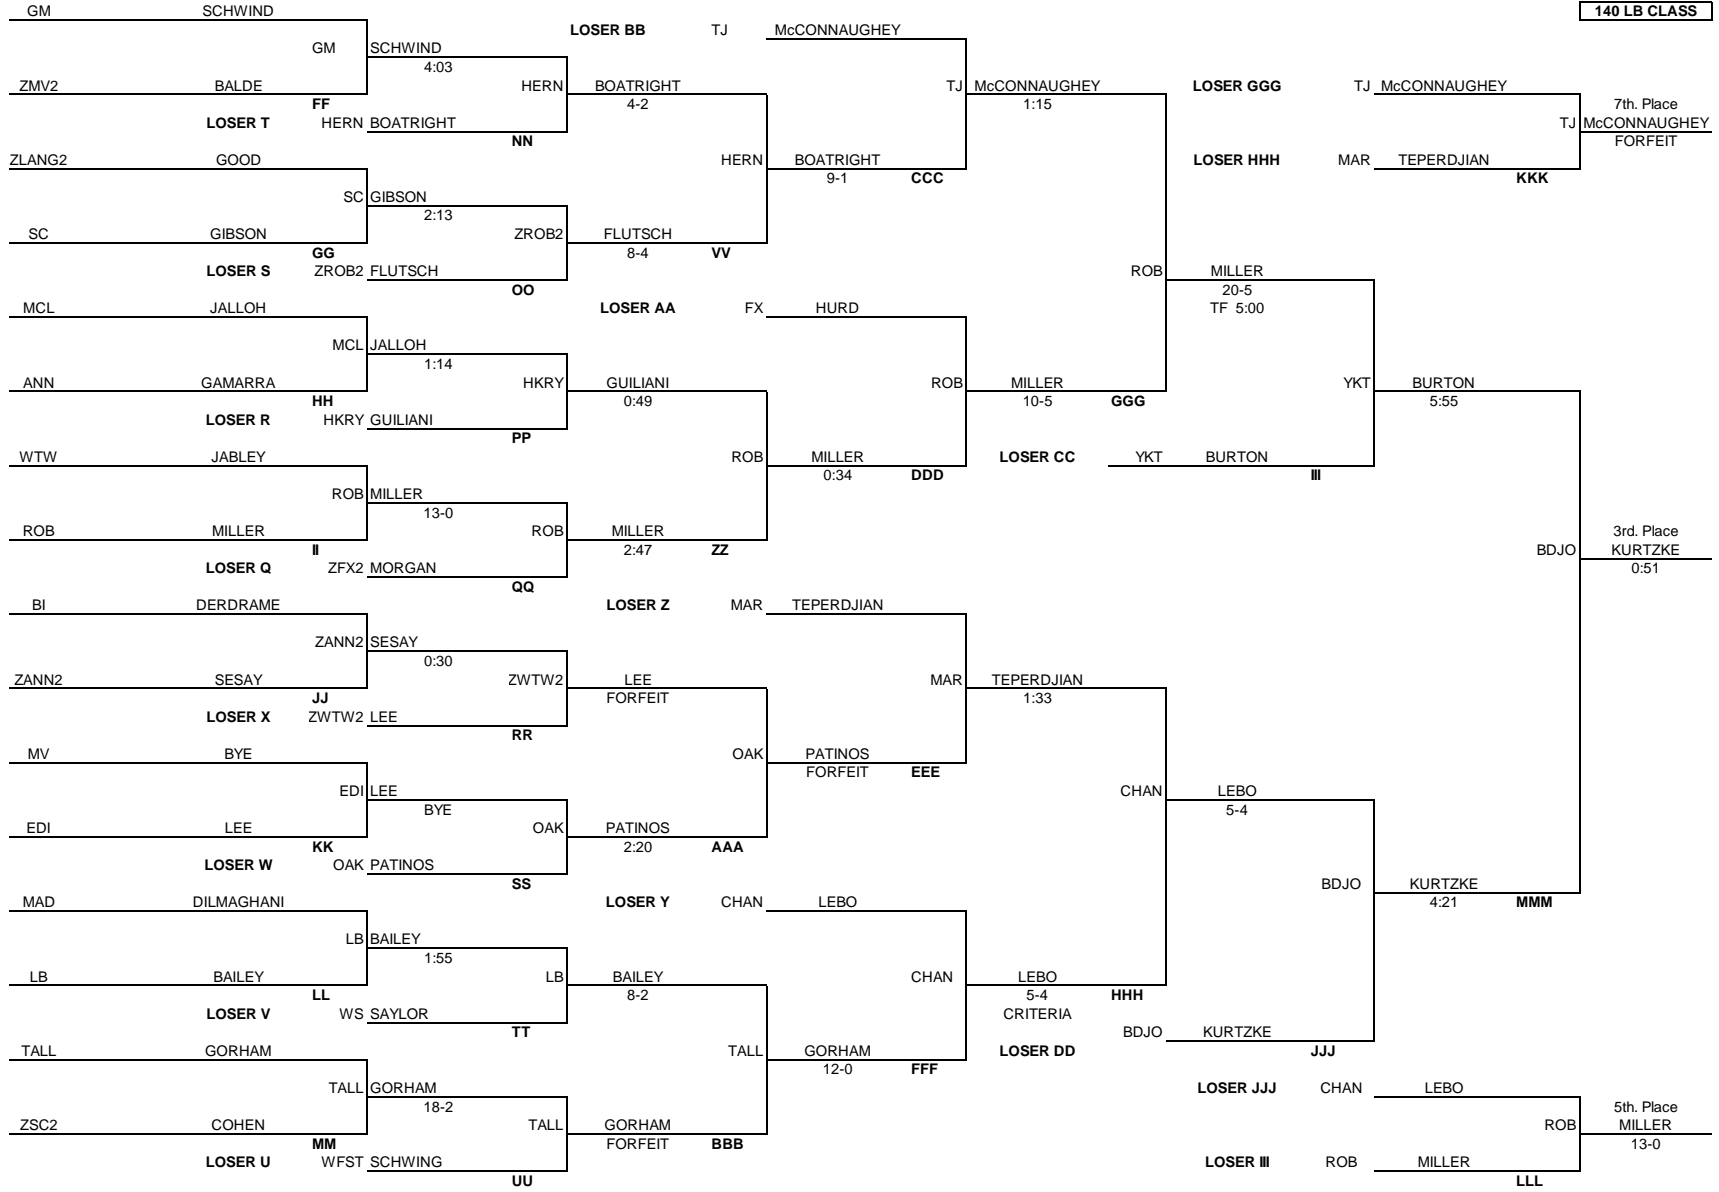 GM SCHWIND 140 LB CLASS
LOSER BB TJ McCONNAUGHEY
GM SCHWIND
4:03
ZMV2 BALDE HERN BOATRIGHT TJ McCONNAUGHEY LOSER GGG TJ McCONNAUGHEY
FF 4-2 1:15 7th. Place
LOSER T HERN BOATRIGHT TJ McCONNAUGHEY
NN FORFEIT
ZLANG2 GOOD HERN BOATRIGHT LOSER HHH MAR TEPERDJIAN
9-1 CCC KKK
SC GIBSON
2:13
SC GIBSON ZROB2 FLUTSCH
GG 8-4 VV
LOSER S ZROB2 FLUTSCH ROB MILLER
OO 20-5
MCL JALLOH LOSER AA FX HURD TF 5:00
MCL JALLOH
1:14
ANN GAMARRA HKRY GUILIANI ROB MILLER YKT BURTON
HH 0:49 10-5 GGG 5:55
LOSER R HKRY GUILIANI
PP
WTW JABLEY ROB MILLER LOSER CC YKT BURTON
0:34 DDD III
ROB MILLER
13-0
ROB MILLER ROB MILLER 3rd. Place
II 2:47 ZZ BDJO KURTZKE
LOSER Q ZFX2 MORGAN 0:51
QQ
BI DERDRAME LOSER Z MAR TEPERDJIAN
ZANN2 SESAY
0:30
ZANN2 SESAY ZWTW2 LEE MAR TEPERDJIAN
JJ FORFEIT 1:33
LOSER X ZWTW2 LEE
RR
MV BYE OAK PATINOS
FORFEIT EEE
EDI LEE CHAN LEBO
BYE 5-4
EDI LEE OAK PATINOS
KK 2:20 AAA
LOSER W OAK PATINOS
SS BDJO KURTZKE
MAD DILMAGHANI LOSER Y CHAN LEBO 4:21 MMM
LB BAILEY
1:55
LB BAILEY LB BAILEY CHAN LEBO
LL 8-2 5-4 HHH
LOSER V WS SAYLOR CRITERIA
TT BDJO KURTZKE
TALL GORHAM TALL GORHAM LOSER DD JJJ
12-0 FFF
TALL GORHAM LOSER JJJ CHAN LEBO
18-2 5th. Place
ZSC2 COHEN TALL GORHAM ROB MILLER
MM FORFEIT BBB 13-0
LOSER U WFST SCHWING LOSER III ROB MILLER
UU LLL